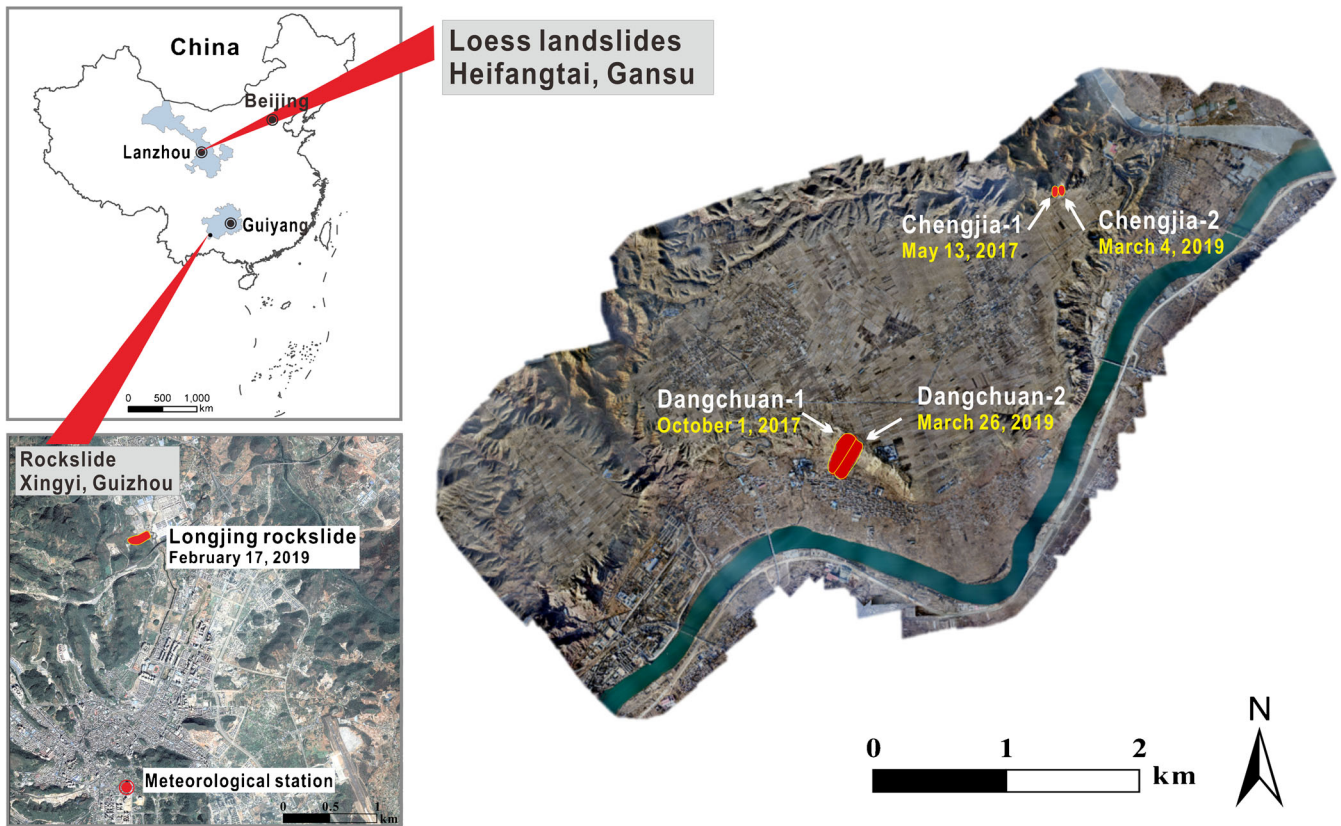 China
Beijing
Lanzhou
Guiyang
0 500 1,000
km
Loess landslides
Heifangtai, Gansu
Rockslide
Xingyi, Guizhou
Longjing rockslide
February 17, 2019
Meteorological station
0 0.5 1
km
Chengjia-1
May 13, 2017
Chengjia-2
March 4, 2019
Dangchuan-1
October 1, 2017
Dangchuan-2
March 26, 2019
0 1 2
km
N